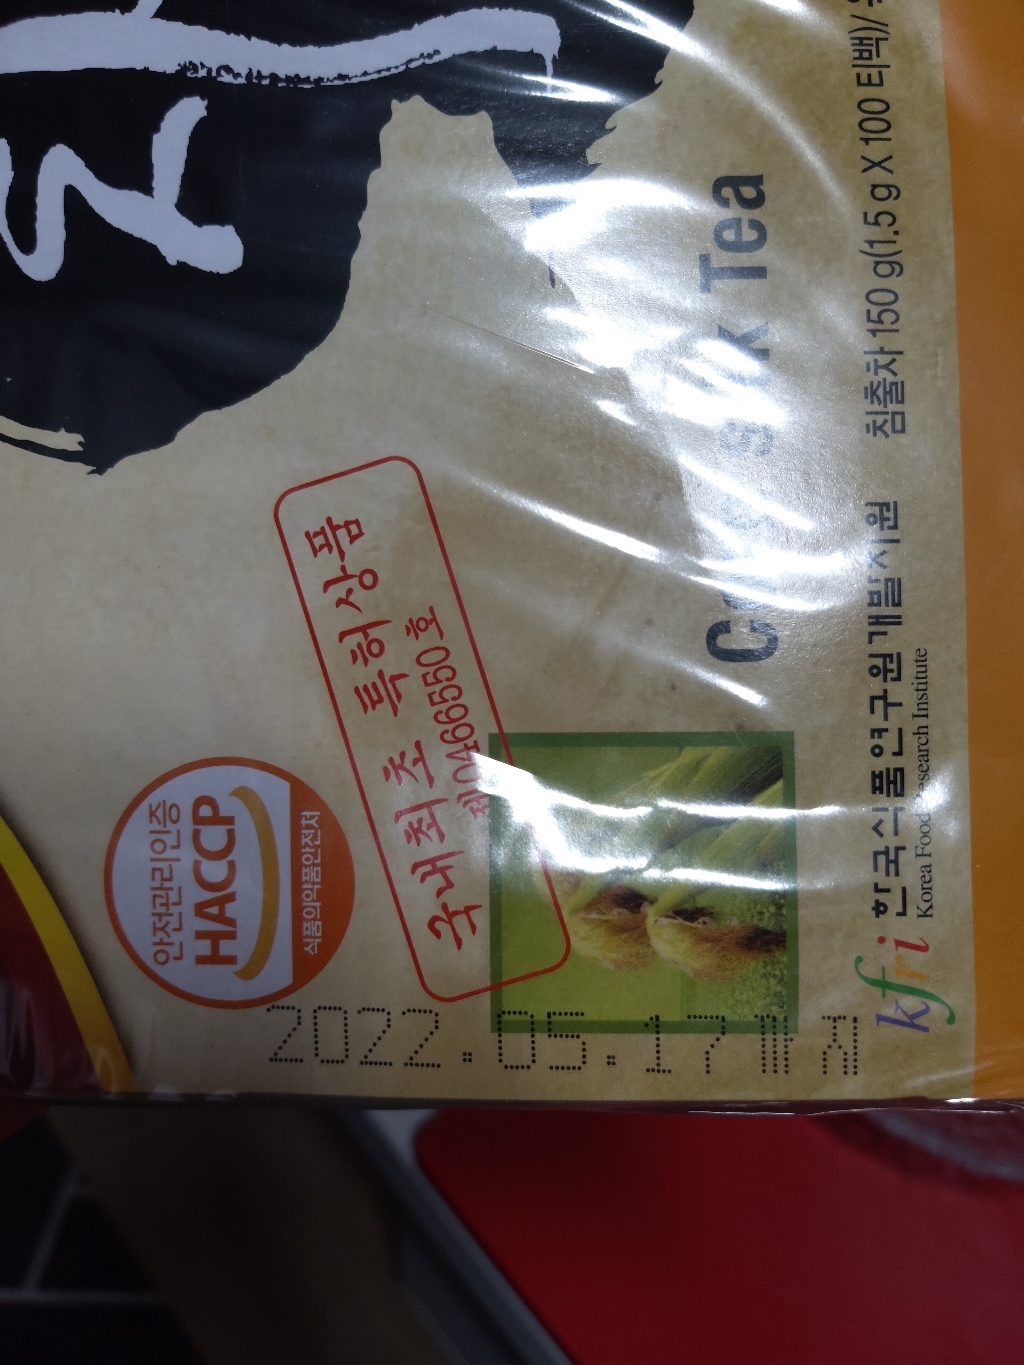 Corn silk Tea
국내최초 특허상품
제0466550호
안전관리인증
HACCP
식품의약품안전처
kfri 한국식품연구원개발지원
Korea Food Research Institute
침출차 150 g(1.5 g X 100 티백)/
2022.05.17까지